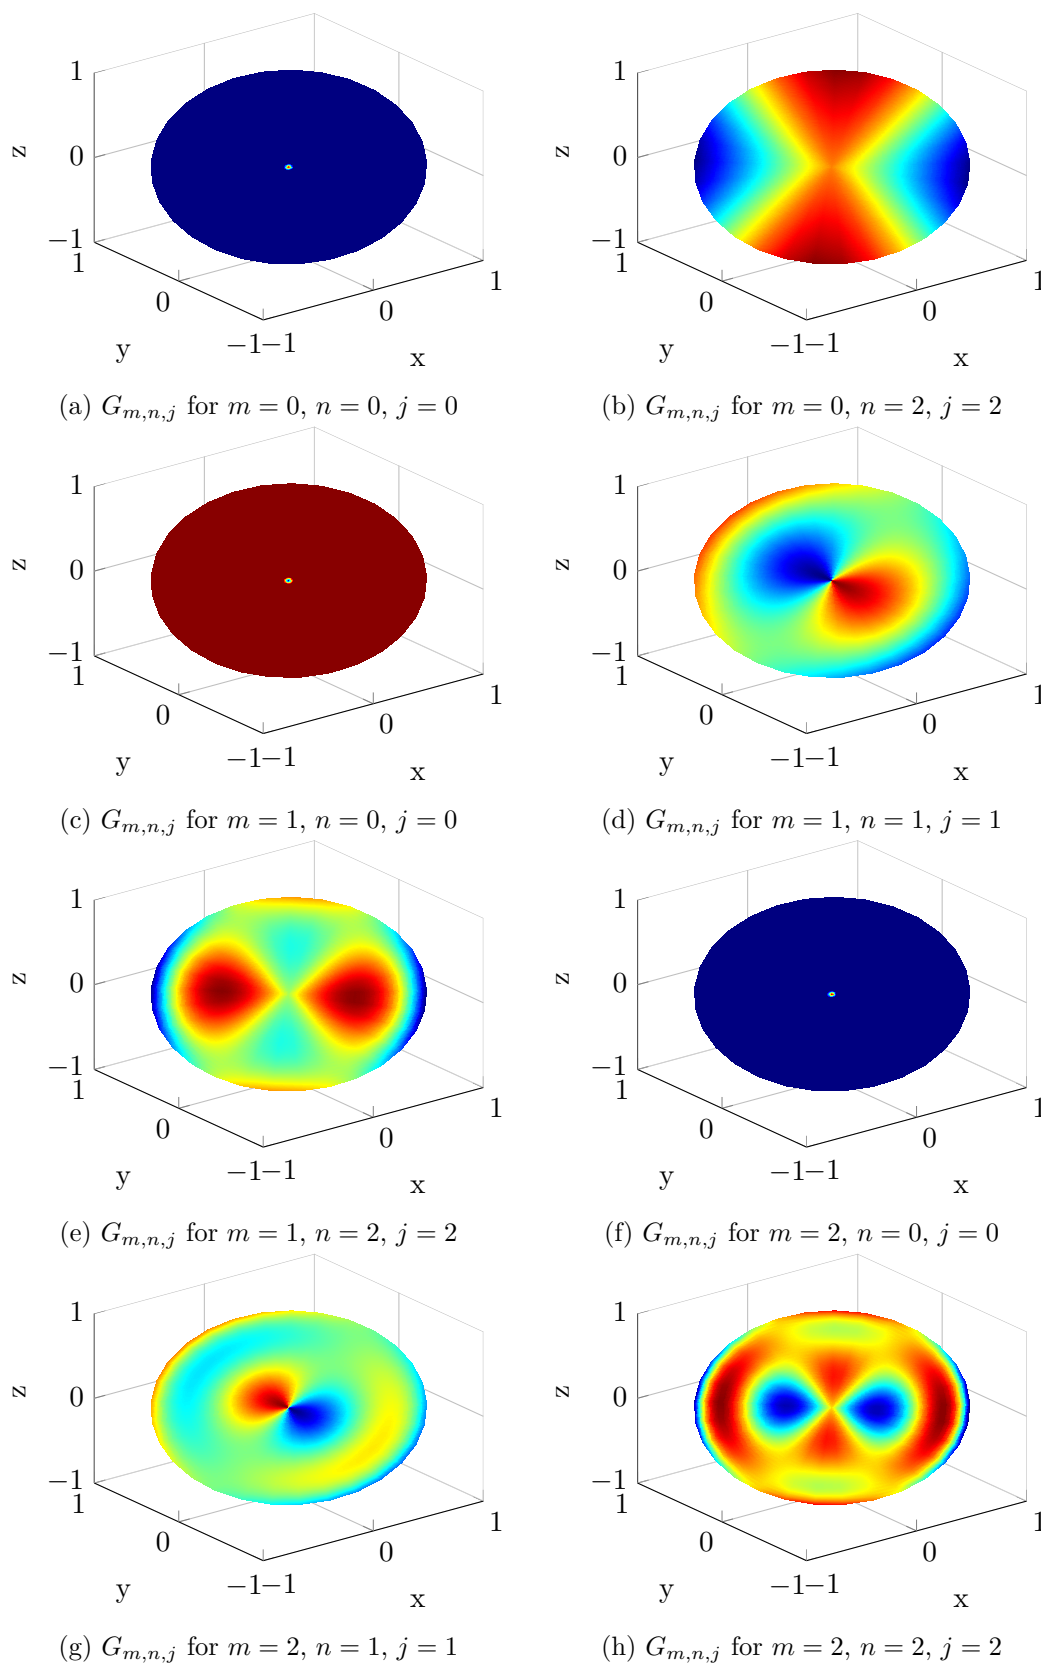 1
0
−1
z
1
0
−1
y
−1
0
1
x
1
0
−1
z
1
0
−1
y
−1
0
1
x
(a) G_{m,n,j} for m = 0, n = 0, j = 0
(b) G_{m,n,j} for m = 0, n = 2, j = 2
1
0
−1
z
1
0
−1
y
−1
0
1
x
1
0
−1
z
1
0
−1
y
−1
0
1
x
(c) G_{m,n,j} for m = 1, n = 0, j = 0
(d) G_{m,n,j} for m = 1, n = 1, j = 1
1
0
−1
z
1
0
−1
y
−1
0
1
x
1
0
−1
z
1
0
−1
y
−1
0
1
x
(e) G_{m,n,j} for m = 1, n = 2, j = 2
(f) G_{m,n,j} for m = 2, n = 0, j = 0
1
0
−1
z
1
0
−1
y
−1
0
1
x
1
0
−1
z
1
0
−1
y
−1
0
1
x
(g) G_{m,n,j} for m = 2, n = 1, j = 1
(h) G_{m,n,j} for m = 2, n = 2, j = 2